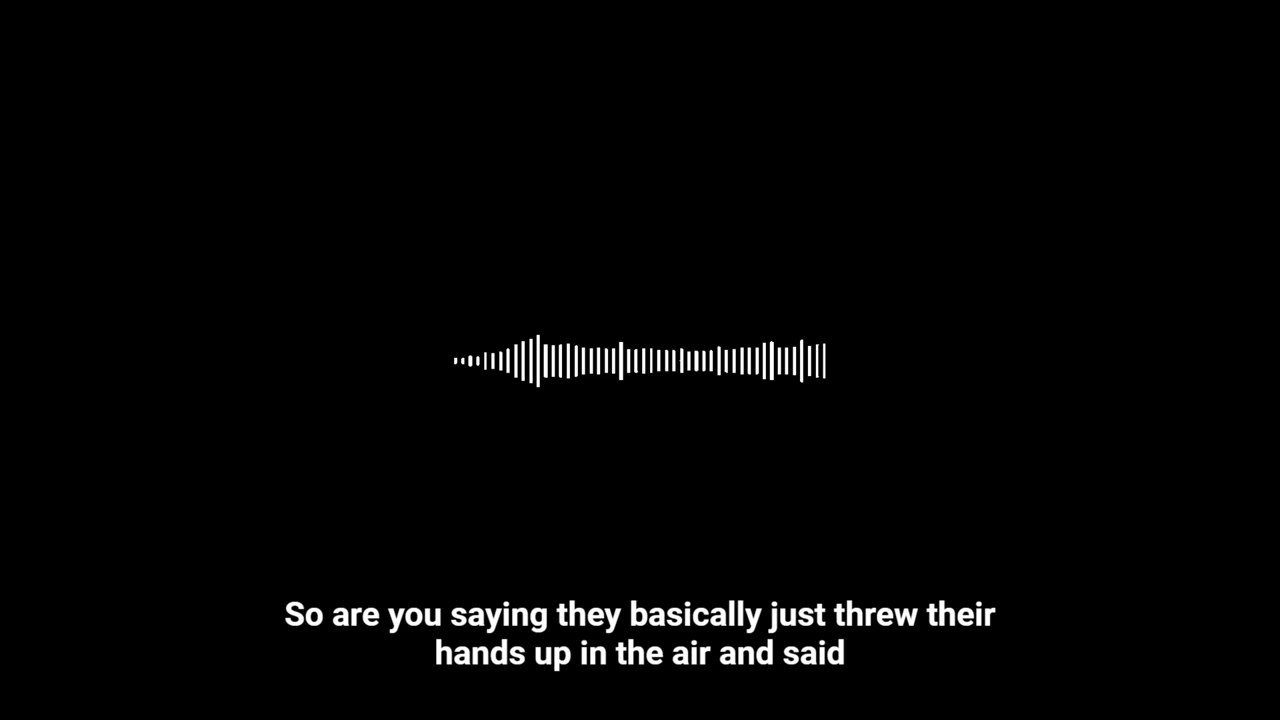 So are you saying they basically just threw their
hands up in the air and said